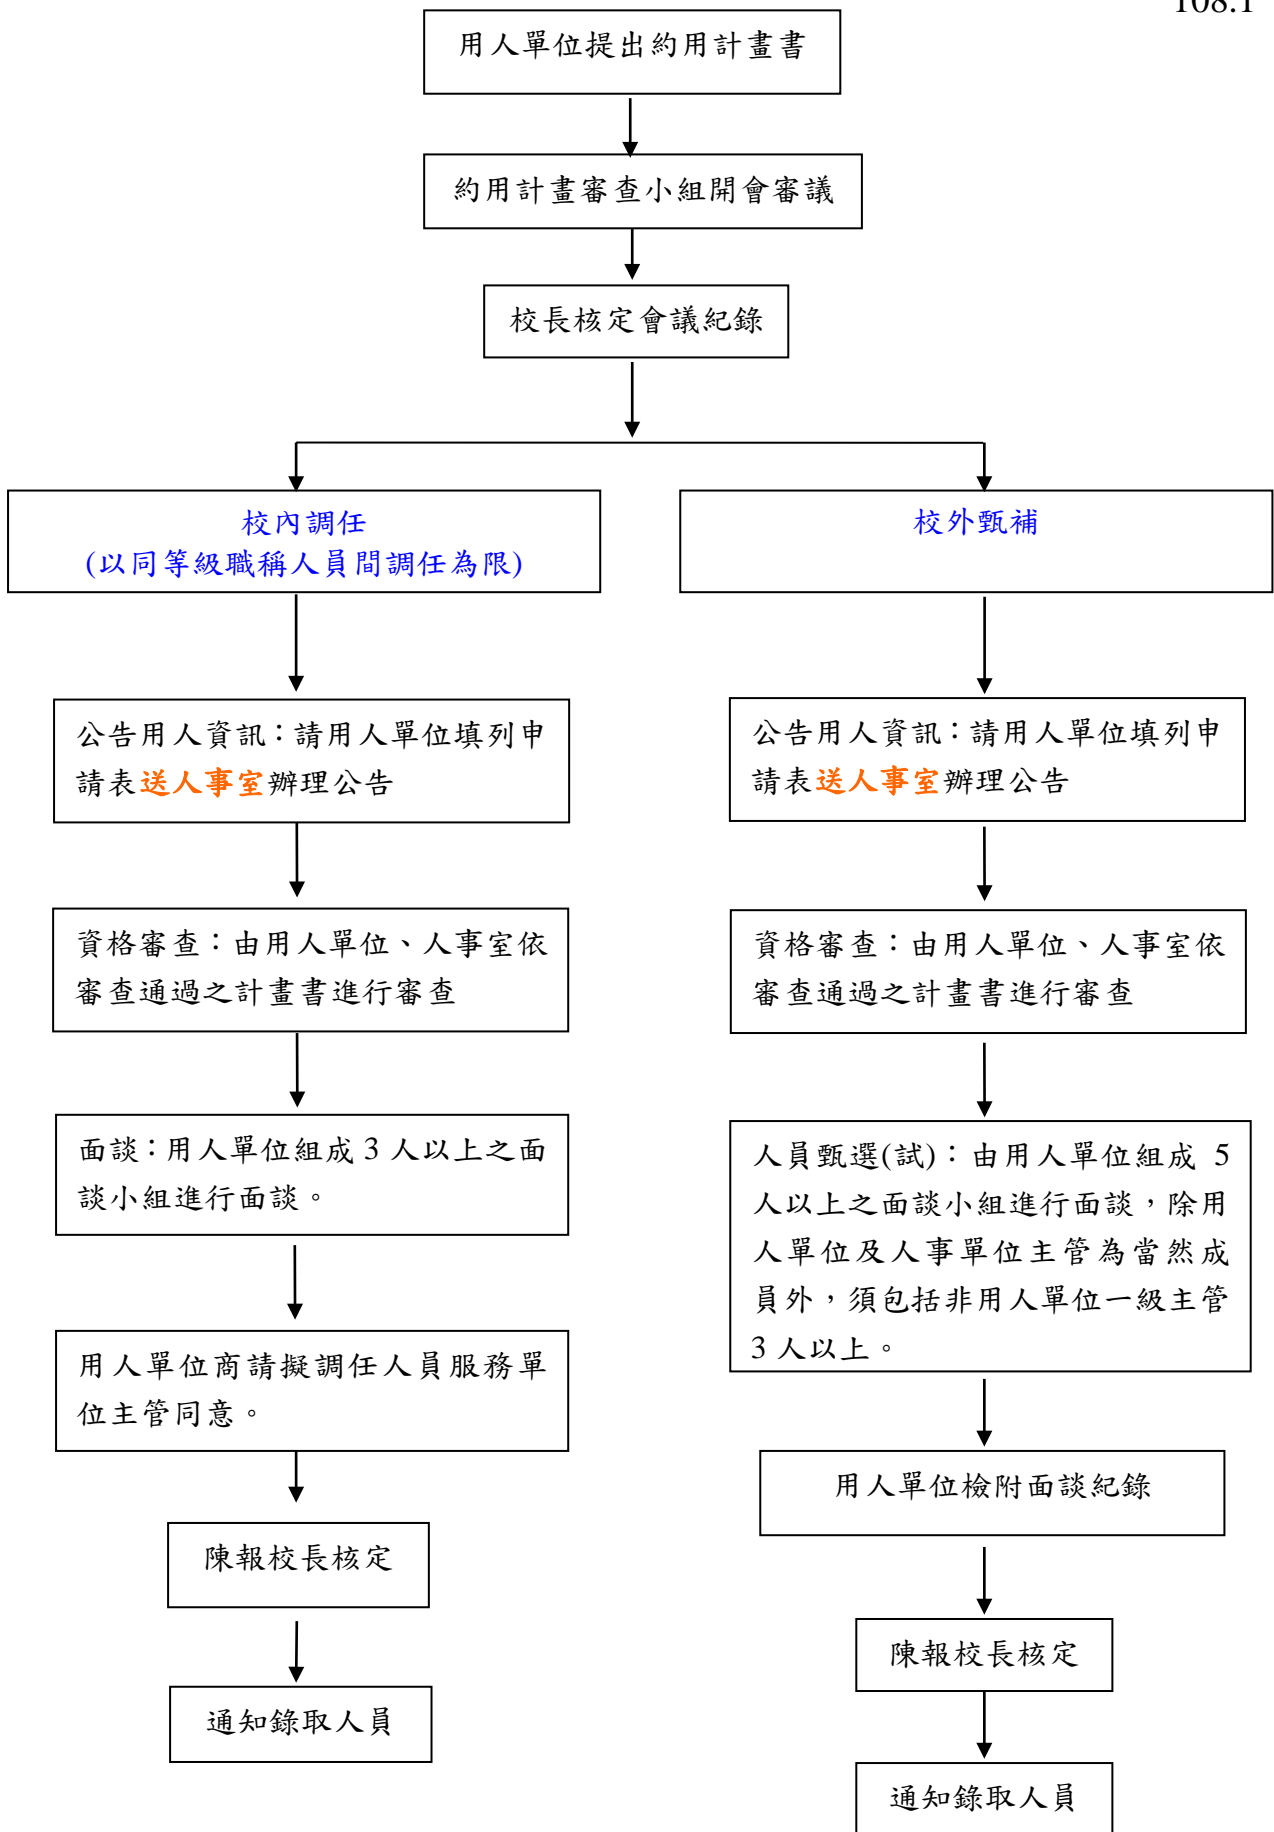 108.1
用人單位提出約用計畫書
約用計畫審查小組開會審議
校長核定會議紀錄
校內調任
(以同等級職稱人員間調任為限)
公告用人資訊：請用人單位填列申
請表送人事室辦理公告
資格審查：由用人單位、人事室依
審查通過之計畫書進行審查
面談：用人單位組成 3 人以上之面
談小組進行面談。
用人單位商請擬調任人員服務單
位主管同意。
陳報校長核定
通知錄取人員
校外甄補
公告用人資訊：請用人單位填列申
請表送人事室辦理公告
資格審查：由用人單位、人事室依
審查通過之計畫書進行審查
人員甄選(試)：由用人單位組成 5
人以上之面談小組進行面談，除用
人單位及人事單位主管為當然成
員外，須包括非用人單位一級主管
3 人以上。
用人單位檢附面談紀錄
陳報校長核定
通知錄取人員